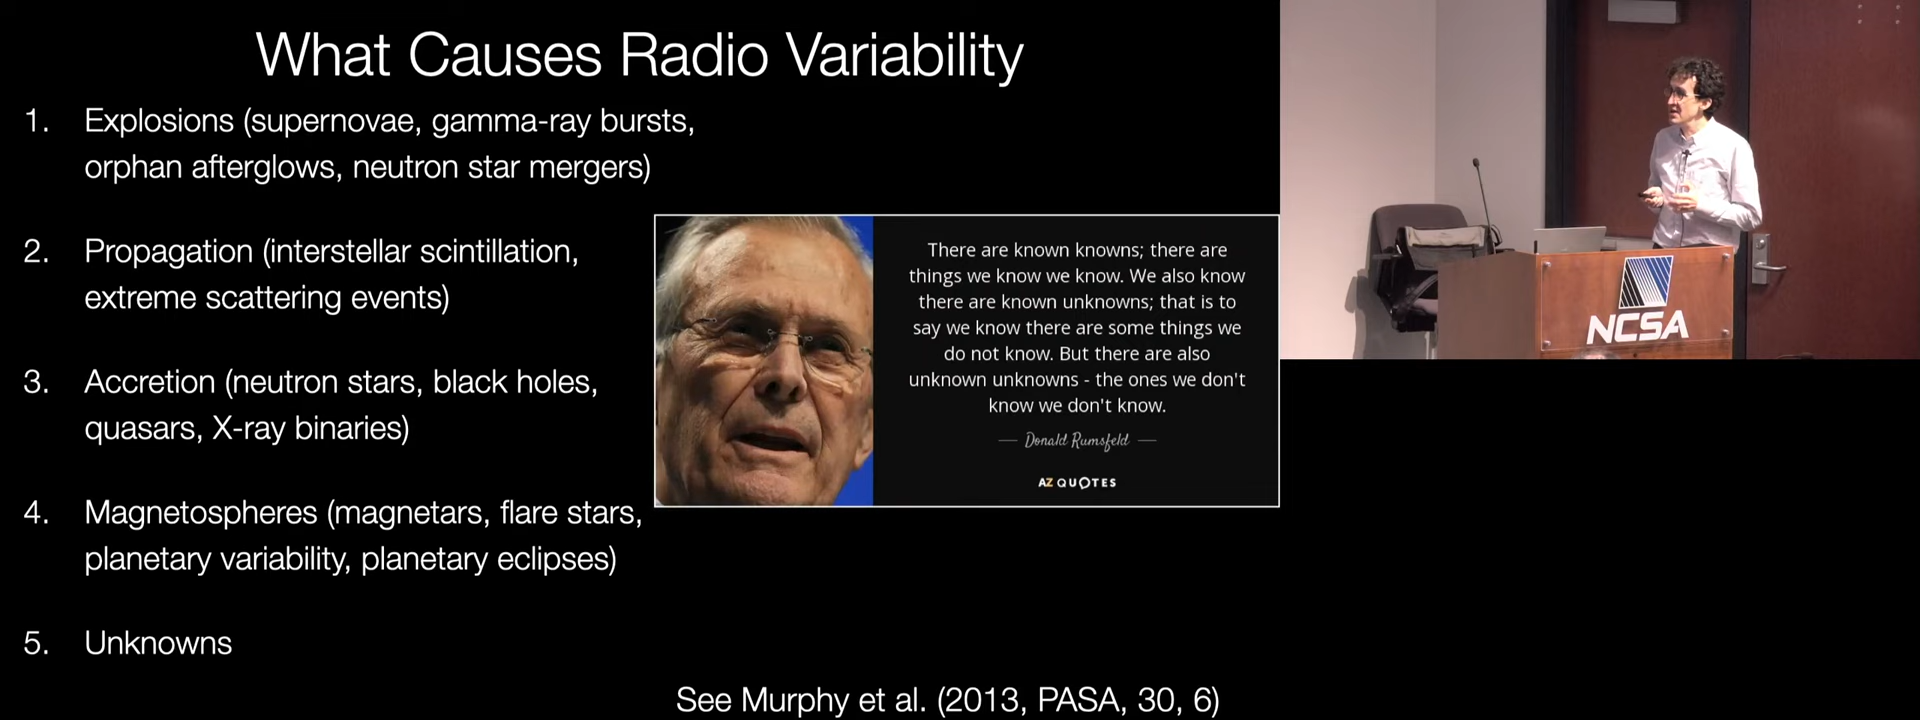 What Causes Radio Variability
1. Explosions (supernovae, gamma-ray bursts,
orphan afterglows, neutron star mergers)
2. Propagation (interstellar scintillation,
extreme scattering events)
3. Accretion (neutron stars, black holes,
quasars, X-ray binaries)
4. Magnetospheres (magnetars, flare stars,
planetary variability, planetary eclipses)
5. Unknowns
There are known knowns; there are
things we know we know. We also know
there are known unknowns; that is to
say we know there are some things we
do not know. But there are also
unknown unknowns - the ones we don't
know we don't know.
Donald Rumsfeld
AZ QUOTES
See Murphy et al. (2013, PASA, 30, 6)
NCSA